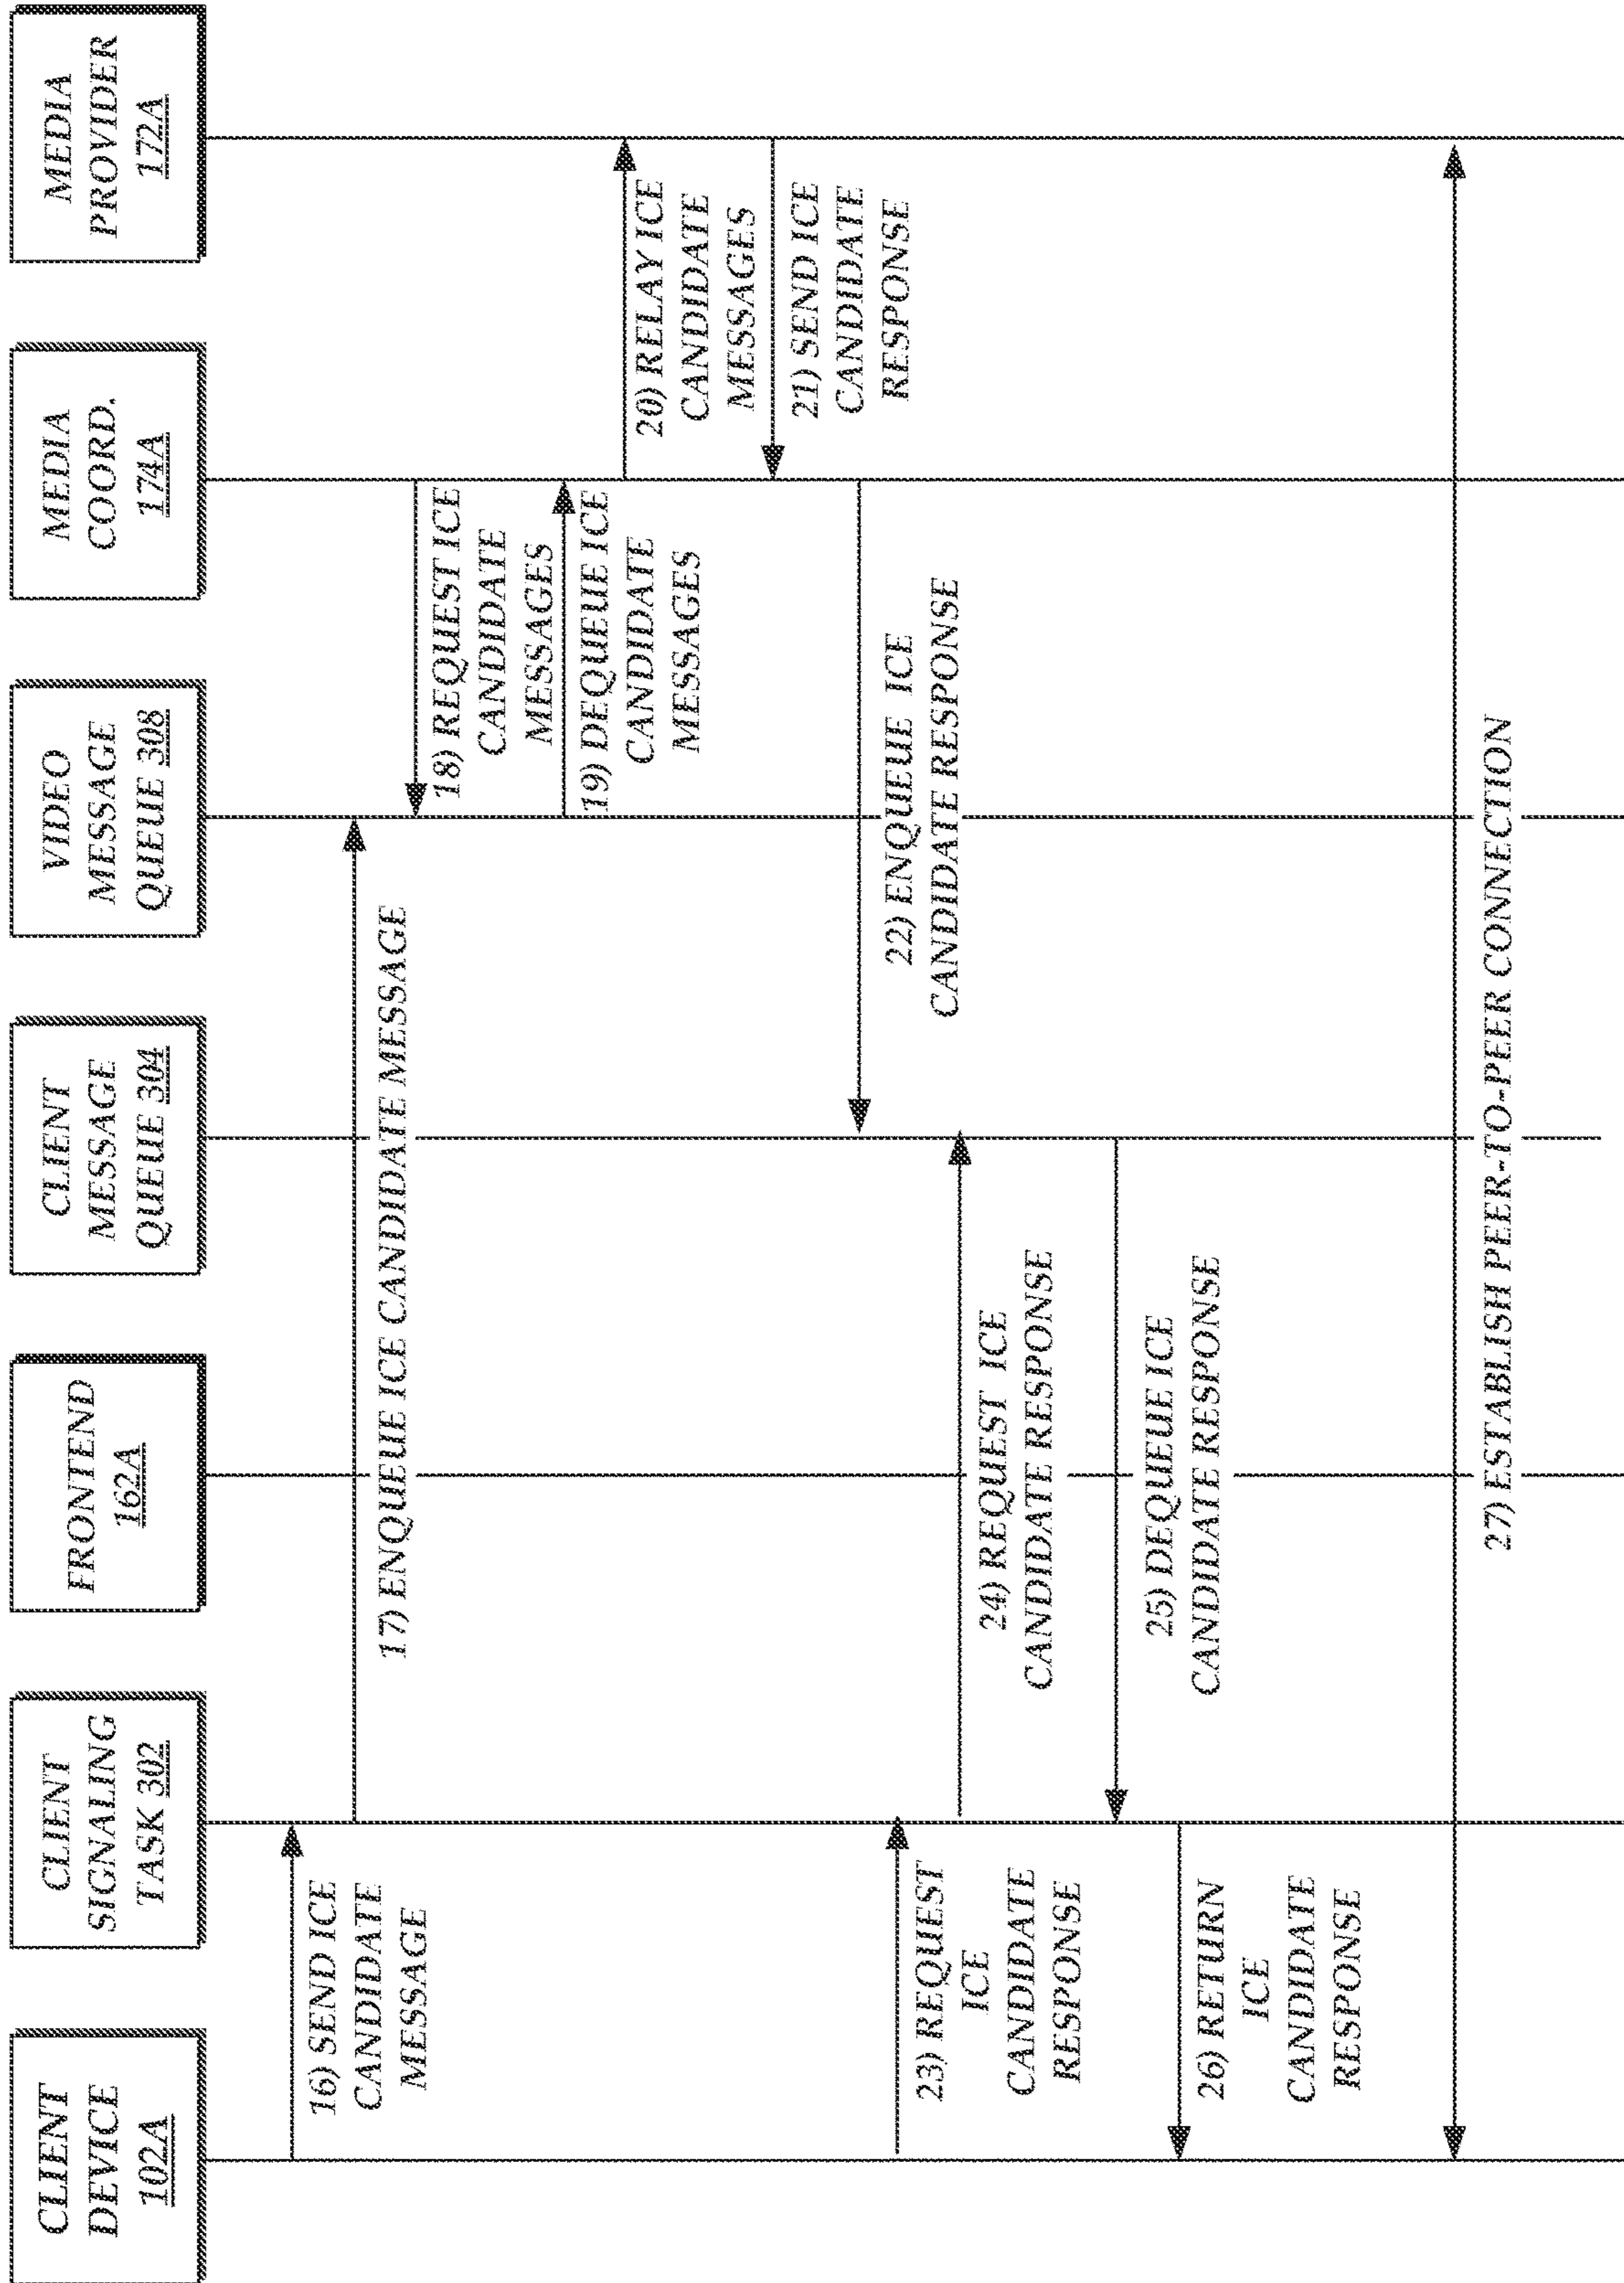 CLIENT
DEVICE
102A
CLIENT
SIGNALING
TASK 302
FRONTEND
162A
CLIENT
MESSAGE
QUEUE 304
VIDEO
MESSAGE
QUEUE 308
MEDIA
COORD.
174A
MEDIA
PROVIDER
172A
16) SEND ICE
CANDIDATE
MESSAGE
17) ENQUEUE ICE CANDIDATE MESSAGE
18) REQUEST ICE
CANDIDATE
MESSAGES
19) DEQUEUE ICE
CANDIDATE
MESSAGES
20) RELAY ICE
CANDIDATE
MESSAGES
21) SEND ICE
CANDIDATE
RESPONSE
22) ENQUEUE ICE
CANDIDATE RESPONSE
23) REQUEST
ICE
CANDIDATE
RESPONSE
24) REQUEST ICE
CANDIDATE RESPONSE
25) DEQUEUE ICE
CANDIDATE RESPONSE
26) RETURN
ICE
CANDIDATE
RESPONSE
27) ESTABLISH PEER-TO-PEER CONNECTION